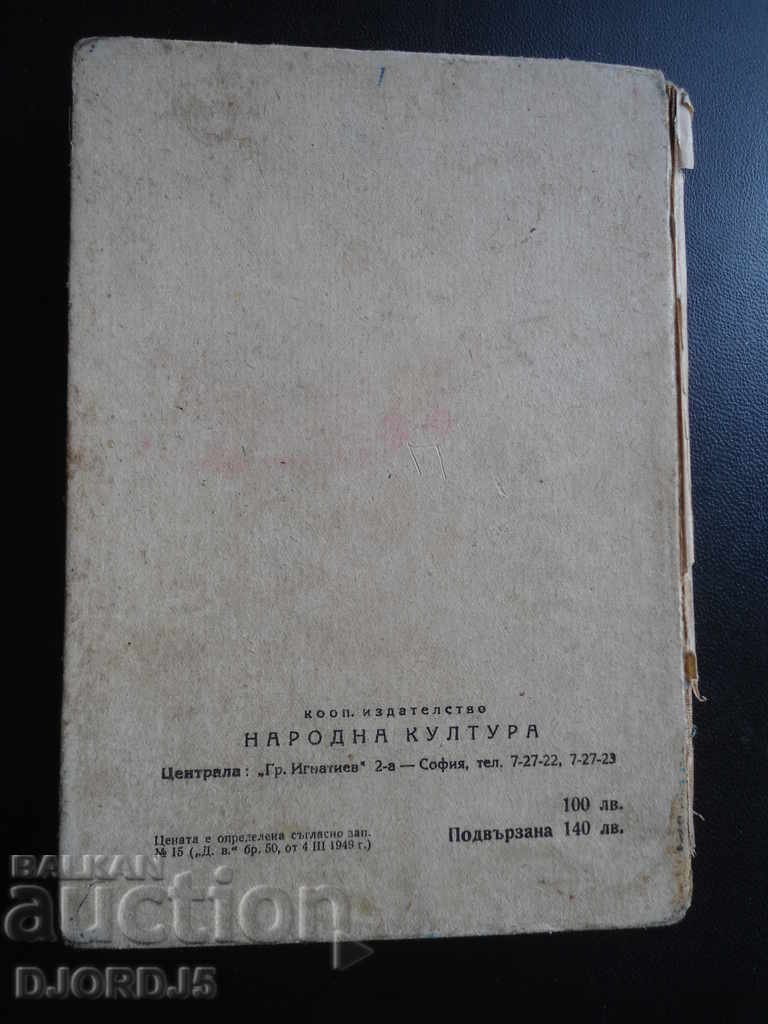 кооп. издателство
НАРОДНА КУЛТУРА
Централа: „Гр. Игнатиев“ 2-а — София, тел. 7-27-22, 7-27-23
100 лв.
Подвързана 140 лв.
Цената е определена съгласно зап.
№ 15 („Д. в.“ бр. 50, от 4 III 1949 г.)
BALKAN
auction
DJORDJ5